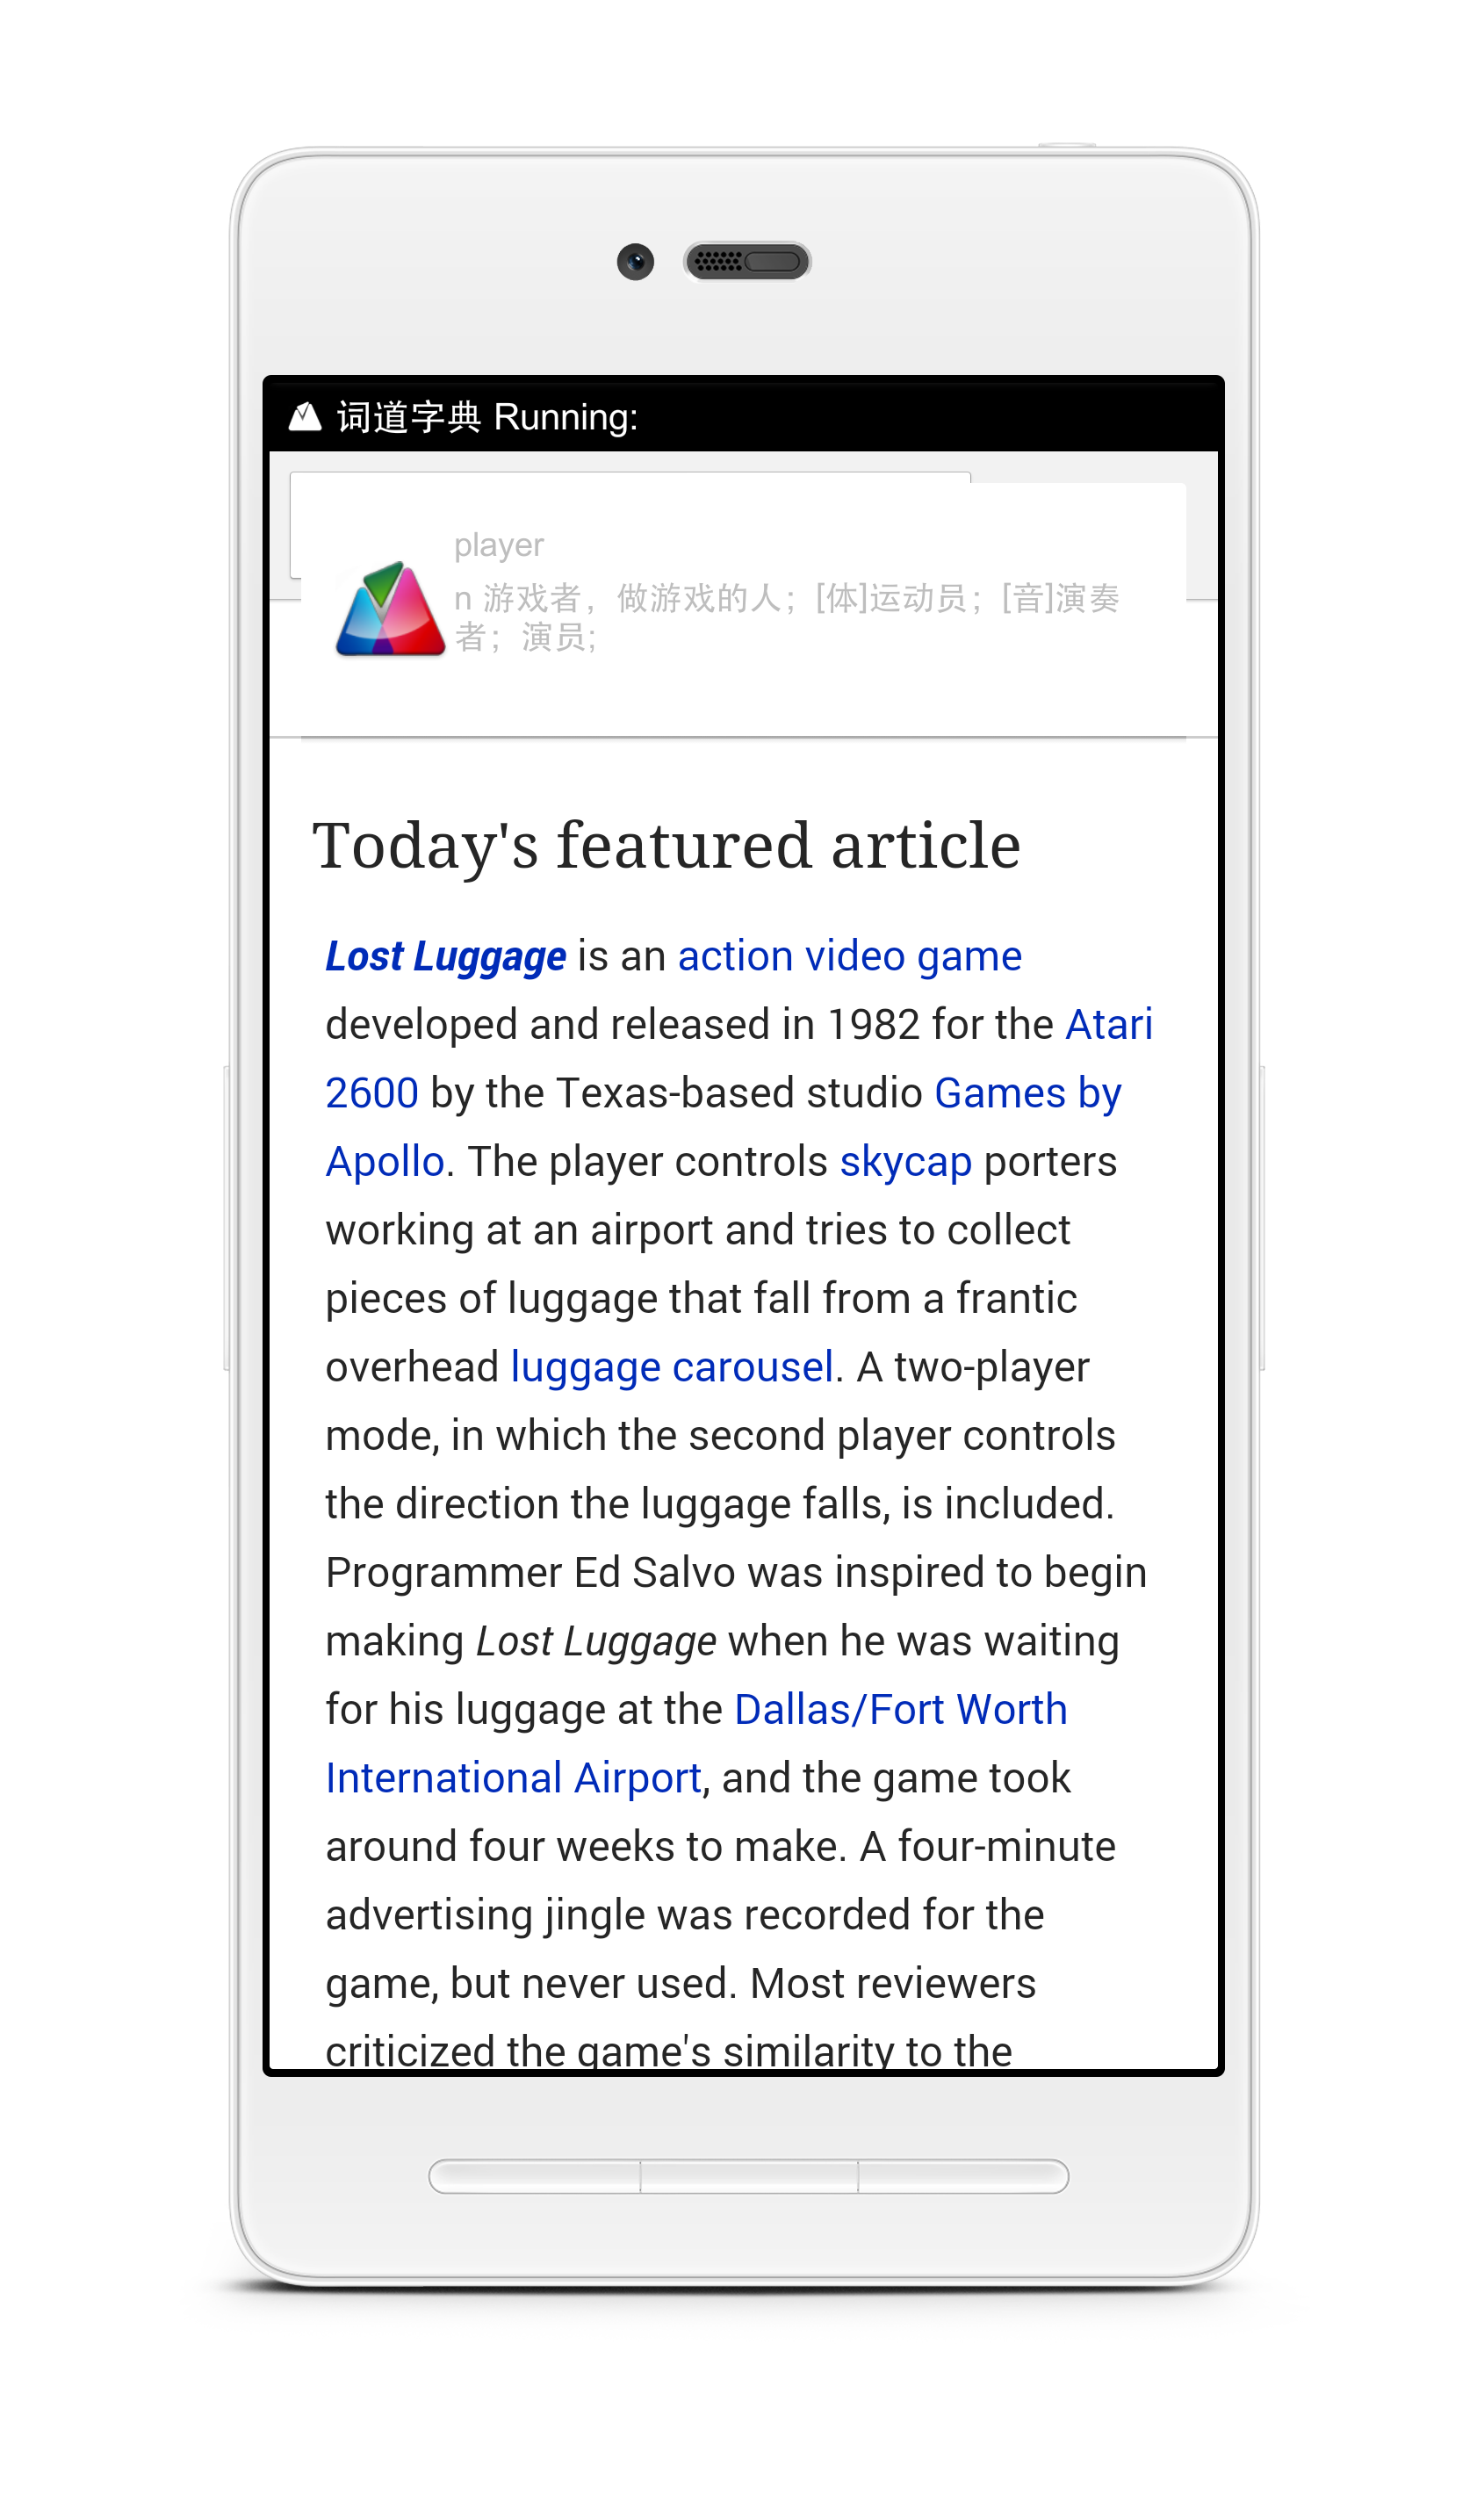 词道字典 Running:
player
n 游戏者，做游戏的人；[体]运动员；[音]演奏
者；演员;
Today's featured article
Lost Luggage is an action video game
developed and released in 1982 for the Atari
2600 by the Texas-based studio Games by
Apollo. The player controls skycap porters
working at an airport and tries to collect
pieces of luggage that fall from a frantic
overhead luggage carousel. A two-player
mode, in which the second player controls
the direction the luggage falls, is included.
Programmer Ed Salvo was inspired to begin
making Lost Luggage when he was waiting
for his luggage at the Dallas/Fort Worth
International Airport, and the game took
around four weeks to make. A four-minute
advertising jingle was recorded for the
game, but never used. Most reviewers
criticized the game's similarity to the